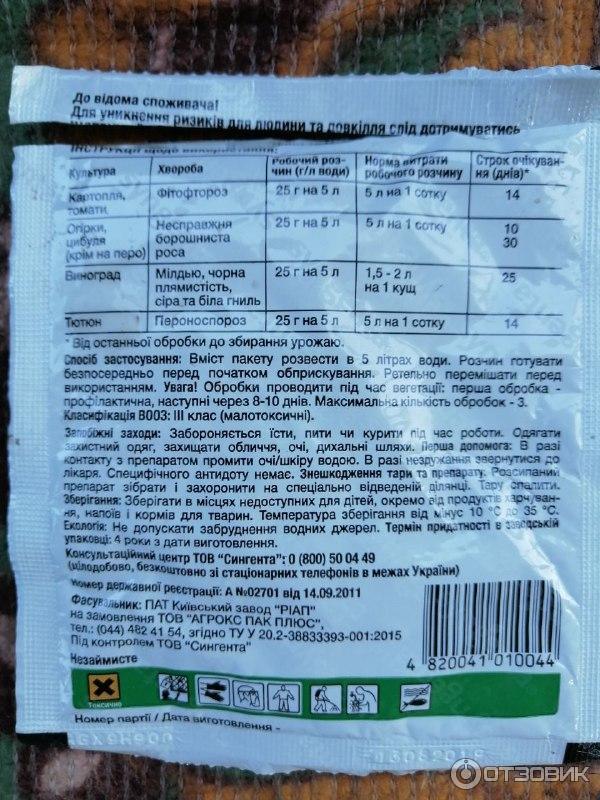 До відома споживача!
Для уникнення ризиків для людини та довкілля слід дотримуватись
інструкції щодо використання:
Культура Хвороба Робочий роз-чин (г/л води) Норма витрати робочого розчину Строк очікуван-ня (днів)*
Картопля, томати, Фітофтороз 25 г на 5 л 5 л на 1 сотку 14
Огірки, цибуля (крім на перо) Несправжня борошниста роса 25 г на 5 л 5 л на 1 сотку 10 30
Виноград Мілдью, чорна плямистість, сіра та біла гниль 25 г на 5 л 1,5 - 2 л на 1 кущ 25
Тютюн Пероноспороз 25 г на 5 л 5 л на 1 сотку 14
* Від останньої обробки до збирання урожаю.
Спосіб застосування: Вміст пакету розвести в 5 літрах води. Розчин готувати
безпосередньо перед початком обприскування. Ретельно перемішати перед
використанням. Увага! Обробки проводити під час вегетації: перша обробка -
профілактична, наступні через 8-10 днів. Максимальна кількість обробок - 3.
Класифікація ВООЗ: III клас (малотоксичні).
Запобіжні заходи: Забороняється їсти, пити чи курити під час роботи. Одягати
захистний одяг, захищати обличчя, очі, дихальні шляхи. Перша допомога: В разі
контакту з препаратом промити очі/шкіру водою. В разі нездужання звернутися до
лікаря. Специфічного антидоту немає. Знешкодження тари та препарату: Розсипаний
препарат зібрати і захоронити на спеціально відведеній ділянці. Тару спалити.
Зберігання: Зберігати в місцях недоступних для дітей, окремо від продуктів харчуван-
ня, напоїв і кормів для тварин. Температура зберігання від мінус 10 °С до 35 °С.
Екологія: Не допускати забруднення водних джерел. Термін придатності в заводській
упаковці: 4 роки з дати виготовлення.
Консультаційний центр ТОВ "Сингента": 0 (800) 50 04 49
(цілодобово, безкоштовно зі стаціонарних телефонів в межах України)
Номер державної реєстрації: А №02701 від 14.09.2011
Фасувальник: ПАТ Київський завод "РІАП"
на замовлення ТОВ "АГРОКС ПАК ПЛЮС",
тел.: (044) 482 41 54, згідно ТУ У 20.2-38833393-001:2015
Під контролем ТОВ "Сингента"
Незаймисте
4 820041 010044
Токсично
Номер партії / Дата виготовлення -
ОТЗОВИК